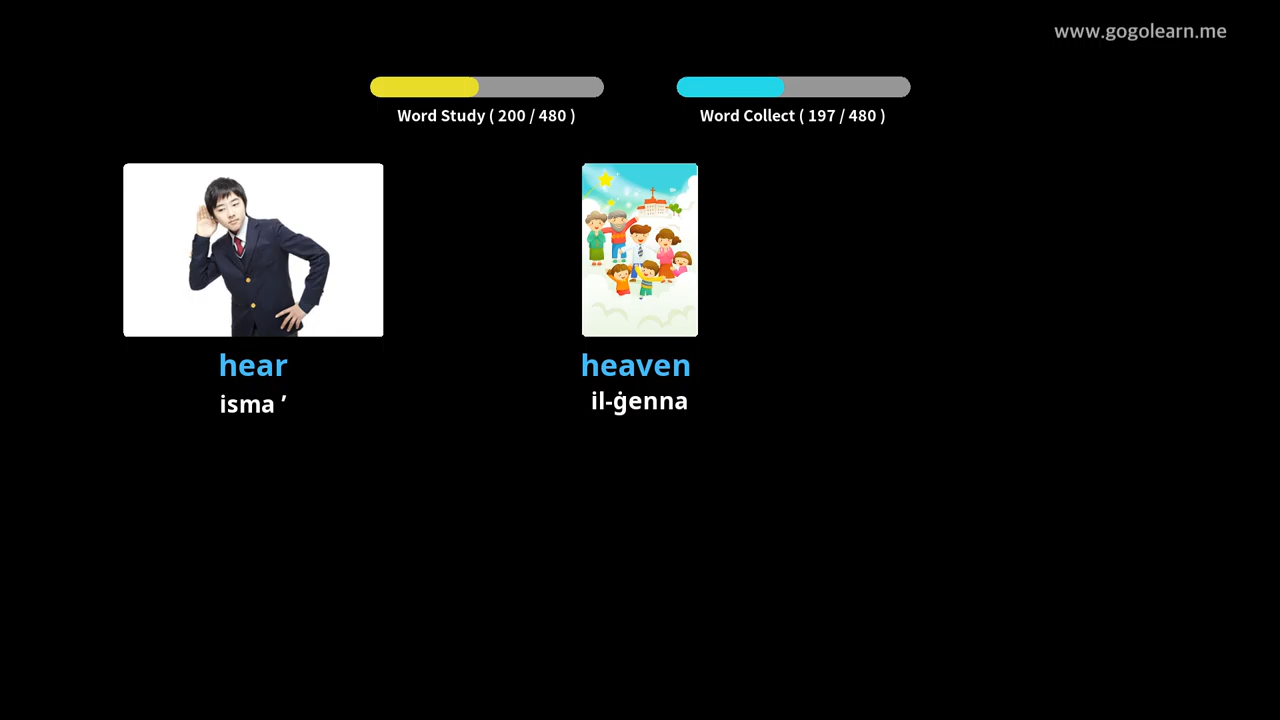 www.gogolearn.me
Word Study ( 200 / 480 )
Word Collect ( 197 / 480 )
hear
isma ’
heaven
il-ġenna